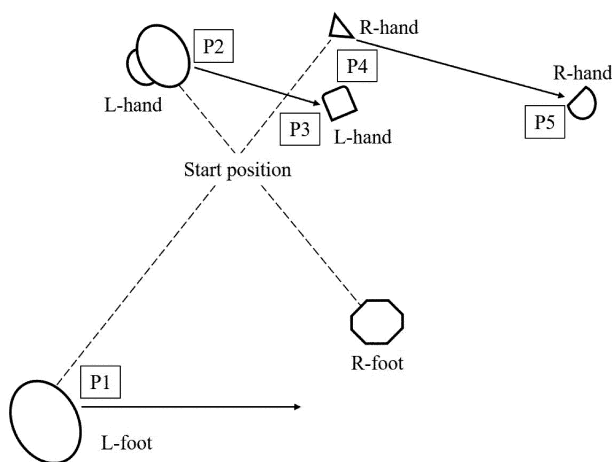 R-hand
P2
P4
R-hand
L-hand
P3
L-hand
P5
Start position
R-foot
P1
L-foot